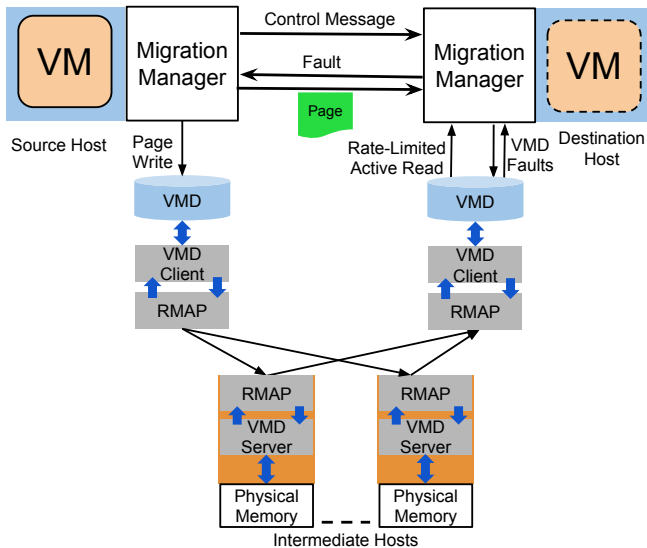 VM
Migration
Manager
Control Message
Fault
Page
Migration
Manager
VM
Source Host
Page
Write
Rate-Limited
Active Read
VMD
Faults
Destination
Host
VMD
VMD
VMD
Client
VMD
Client
RMAP
RMAP
RMAP
RMAP
VMD
Server
VMD
Server
Physical
Memory
Physical
Memory
Intermediate Hosts